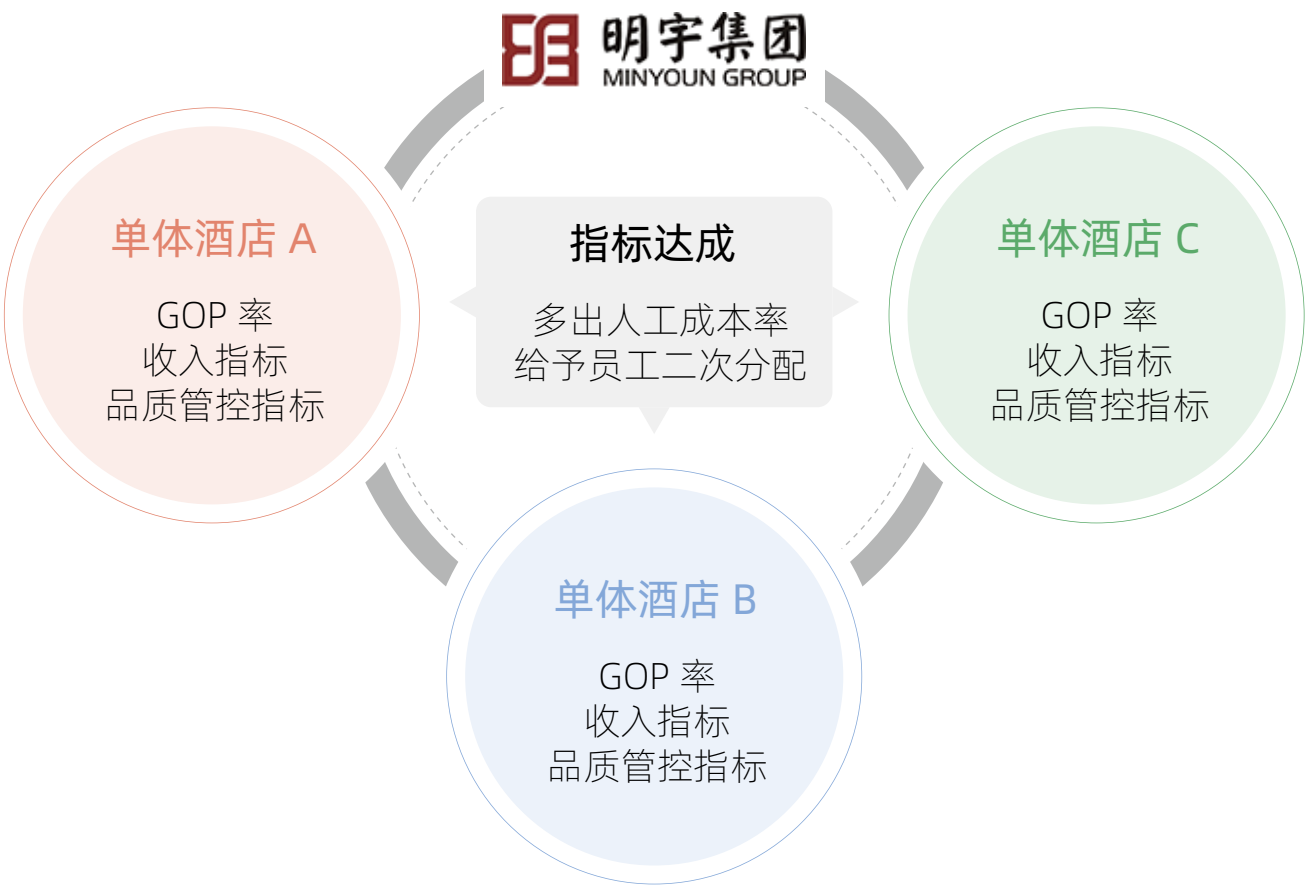 明宇集团
MINYOUN GROUP
单体酒店 A
GOP 率
收入指标
品质管控指标
指标达成
多出人工成本率
给予员工二次分配
单体酒店 C
GOP 率
收入指标
品质管控指标
单体酒店 B
GOP 率
收入指标
品质管控指标